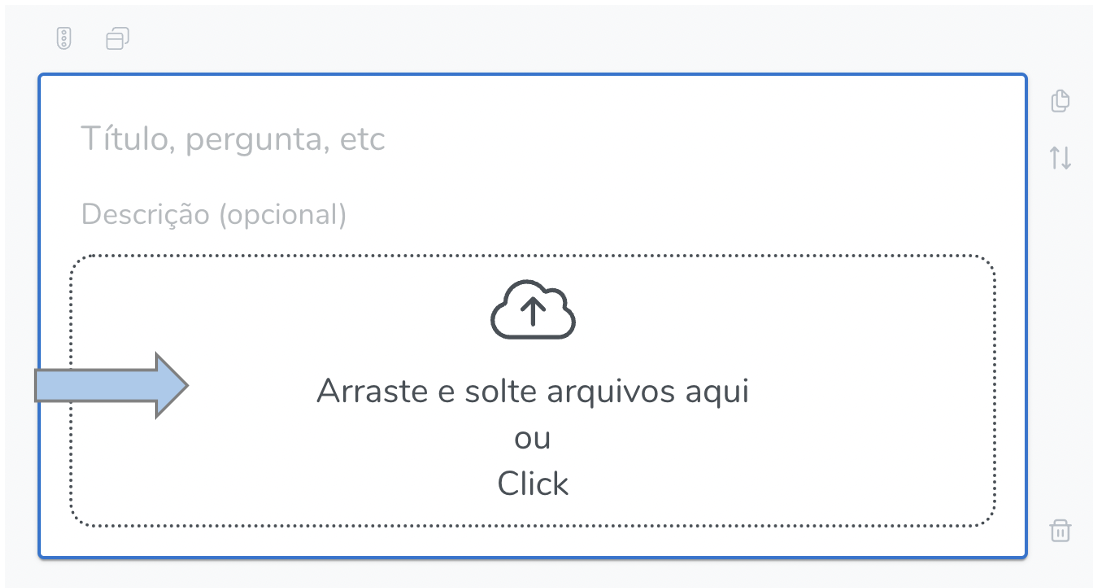 Título, pergunta, etc
Descrição (opcional)
Arraste e solte arquivos aqui
ou
Click